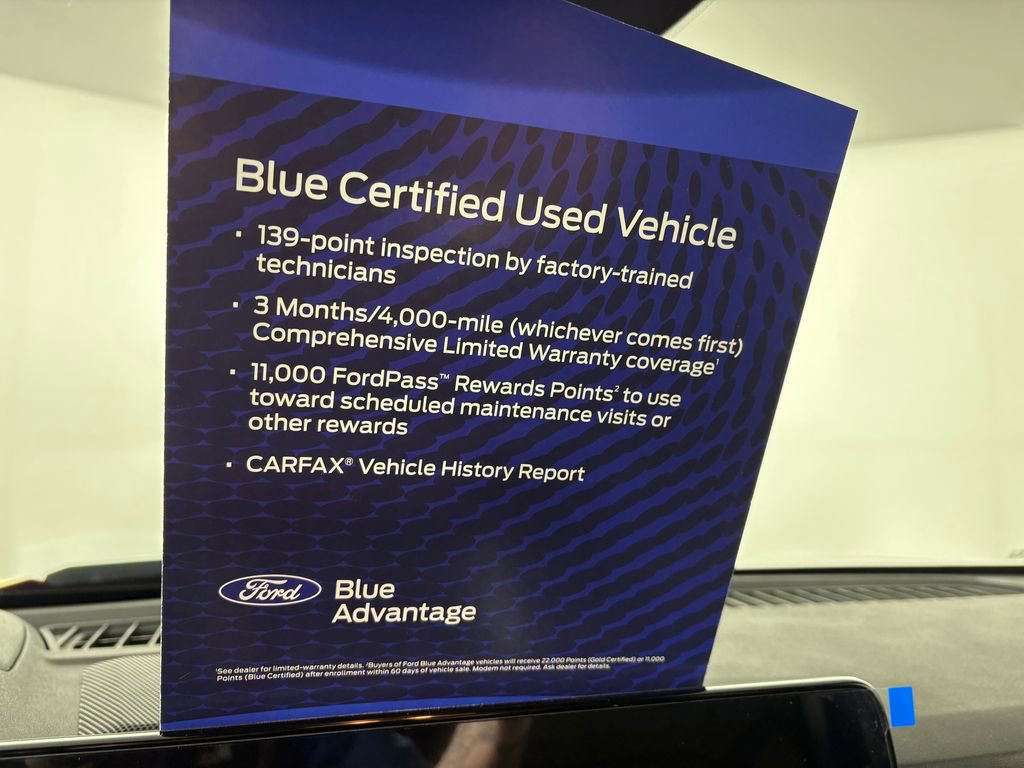 Blue Certified Used Vehicle
▪ 139-point inspection by factory-trained
technicians
▪ 3 Months/4,000-mile (whichever comes first)
Comprehensive Limited Warranty coverage¹
▪ 11,000 FordPass™ Rewards Points² to use
toward scheduled maintenance visits or
other rewards
▪ CARFAX® Vehicle History Report
Ford
Blue
Advantage
¹See dealer for limited-warranty details. ²Buyers of Ford Blue Advantage vehicles will receive 22,000 Points (Gold Certified) or 11,000
Points (Blue Certified) after enrollment within 60 days of vehicle sale. Modem not required. Ask dealer for details.